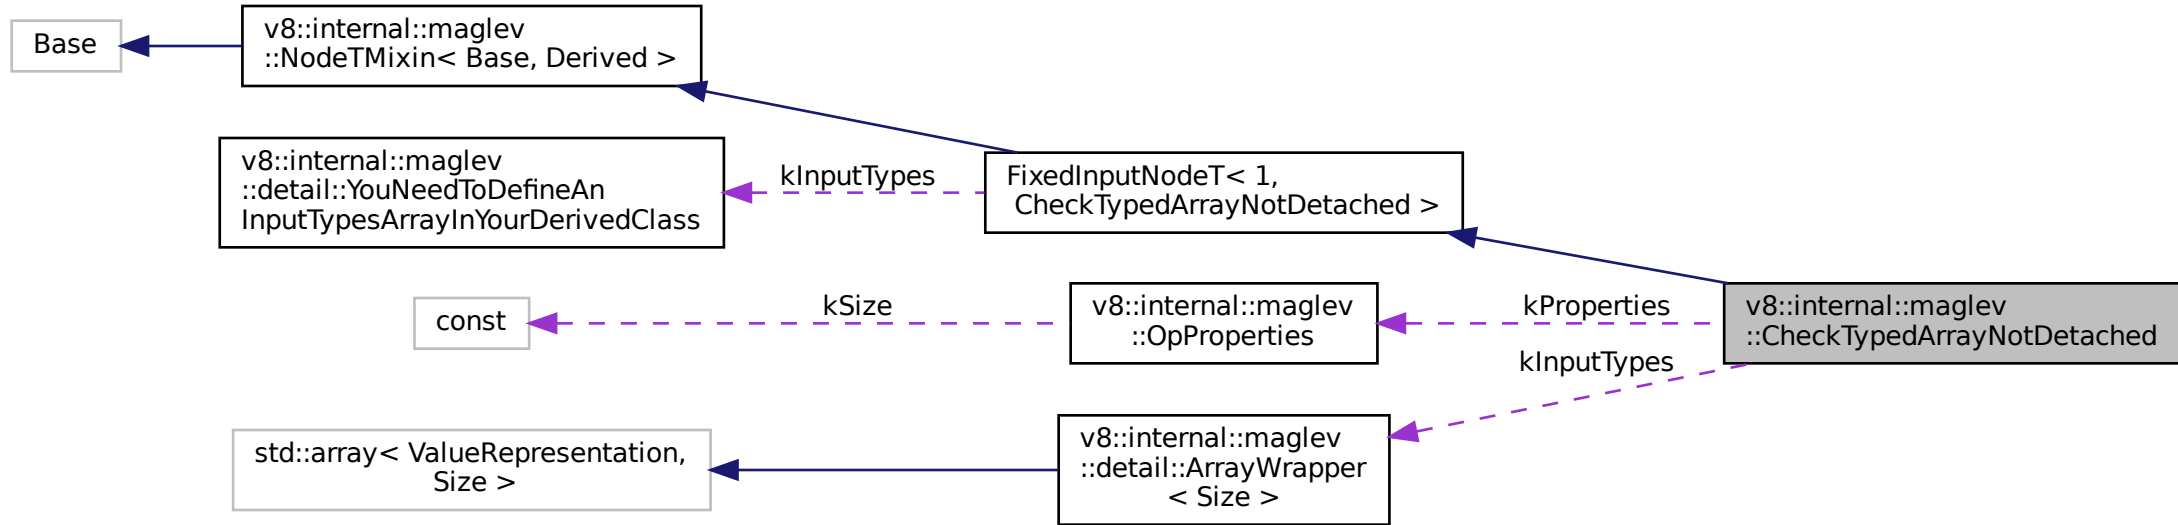 Base
v8::internal::maglev
::NodeTMixin< Base, Derived >
v8::internal::maglev
::detail::YouNeedToDefineAn
InputTypesArrayInYourDerivedClass
kInputTypes
FixedInputNodeT< 1,
CheckTypedArrayNotDetached >
const
kSize
v8::internal::maglev
::OpProperties
kProperties
v8::internal::maglev
::CheckTypedArrayNotDetached
kInputTypes
std::array< ValueRepresentation,
Size >
v8::internal::maglev
::detail::ArrayWrapper
< Size >